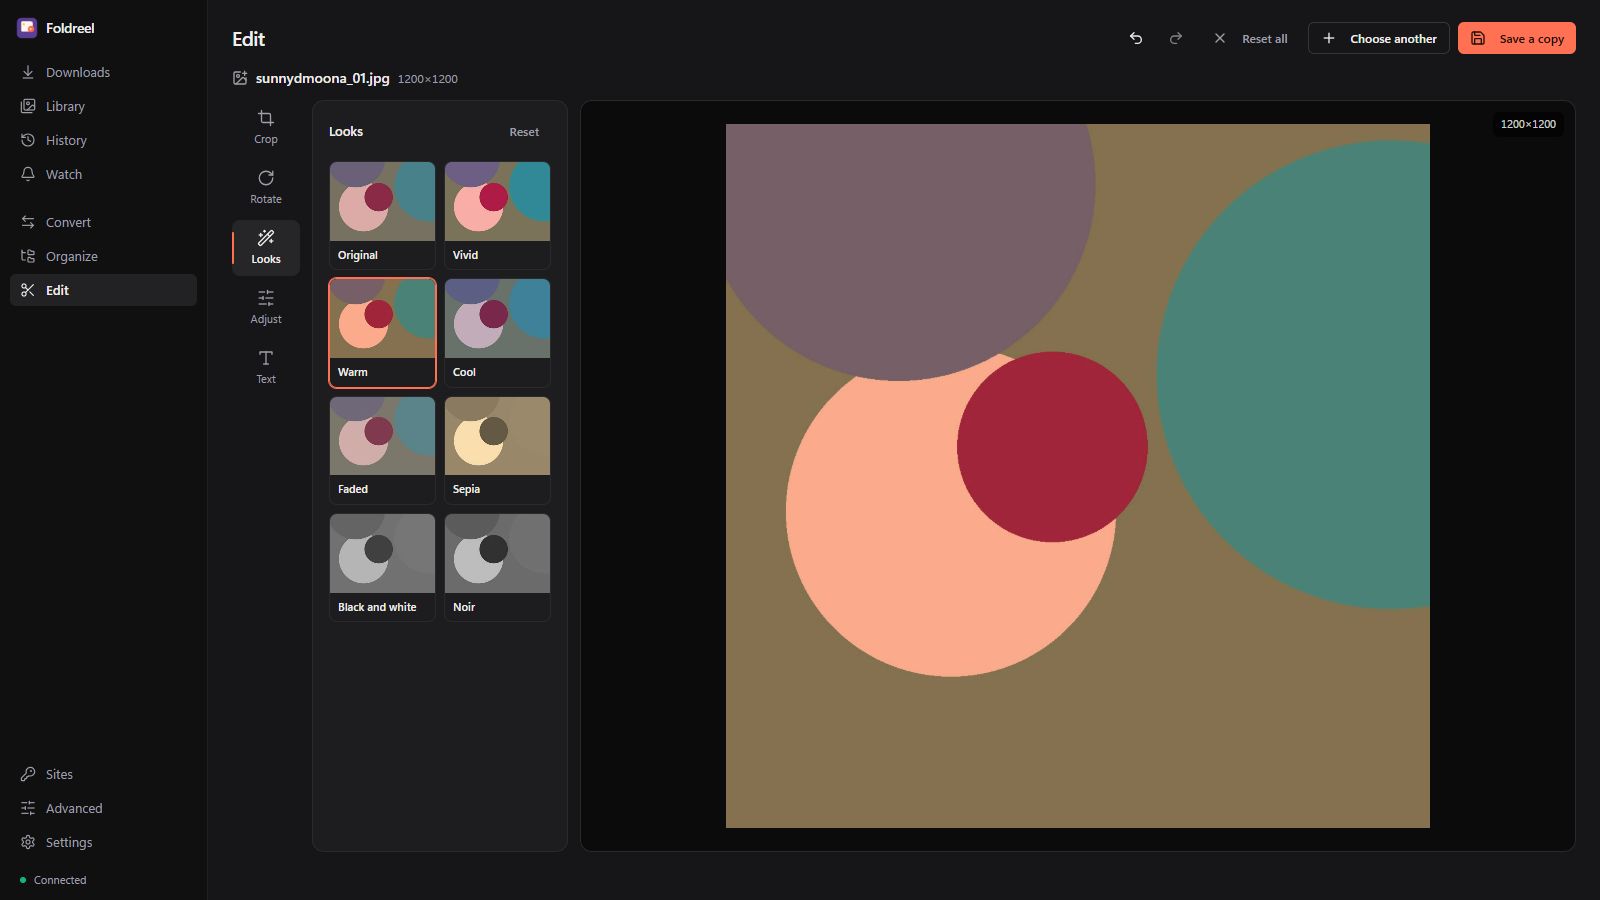 Foldreel
Downloads
Library
History
Watch
Convert
Organize
Edit
Sites
Advanced
Settings
Connected
Edit
Reset all
Choose another
Save a copy
sunnydmoona_01.jpg 1200×1200
Crop
Rotate
Looks
Adjust
Text
Looks
Reset
Original
Vivid
Warm
Cool
Faded
Sepia
Black and white
Noir
1200×1200